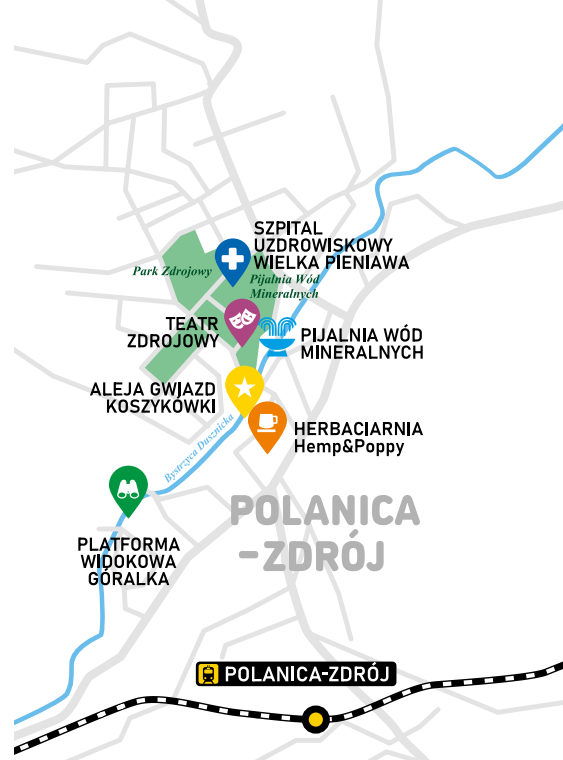 SZPITAL
UZDROWISKOWY
WIELKA PIENIAWA
Park Zdrojowy
Pijalnia Wód
Mineralnych
TEATR
ZDROJOWY
PIJALNIA WÓD
MINERALNYCH
ALEJA GWIAZD
KOSZYKÓWKI
HERBACIARNIA
Hemp&Poppy
Bystrzyca Dusznicka
POLANICA
-ZDRÓJ
PLATFORMA
WIDOKOWA
GÓRALKA
POLANICA-ZDRÓJ